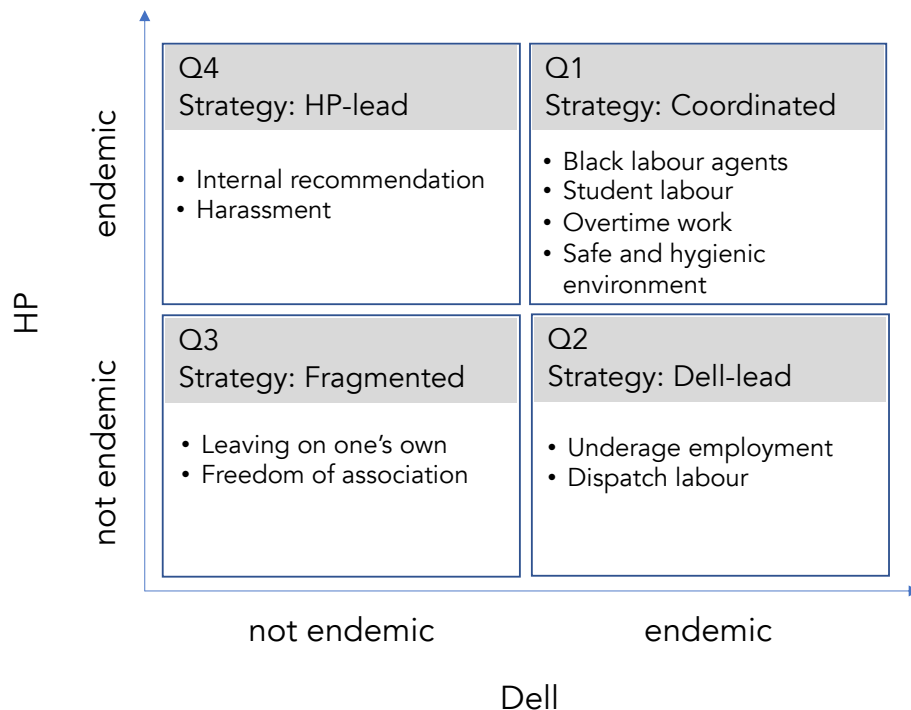 Q4
Strategy: HP-lead
• Internal recommendation
• Harassment
Q1
Strategy: Coordinated
• Black labour agents
• Student labour
• Overtime work
• Safe and hygienic
environment
Q3
Strategy: Fragmented
• Leaving on one’s own
• Freedom of association
Q2
Strategy: Dell-lead
• Underage employment
• Dispatch labour
HP
endemic
not endemic
not endemic
endemic
Dell